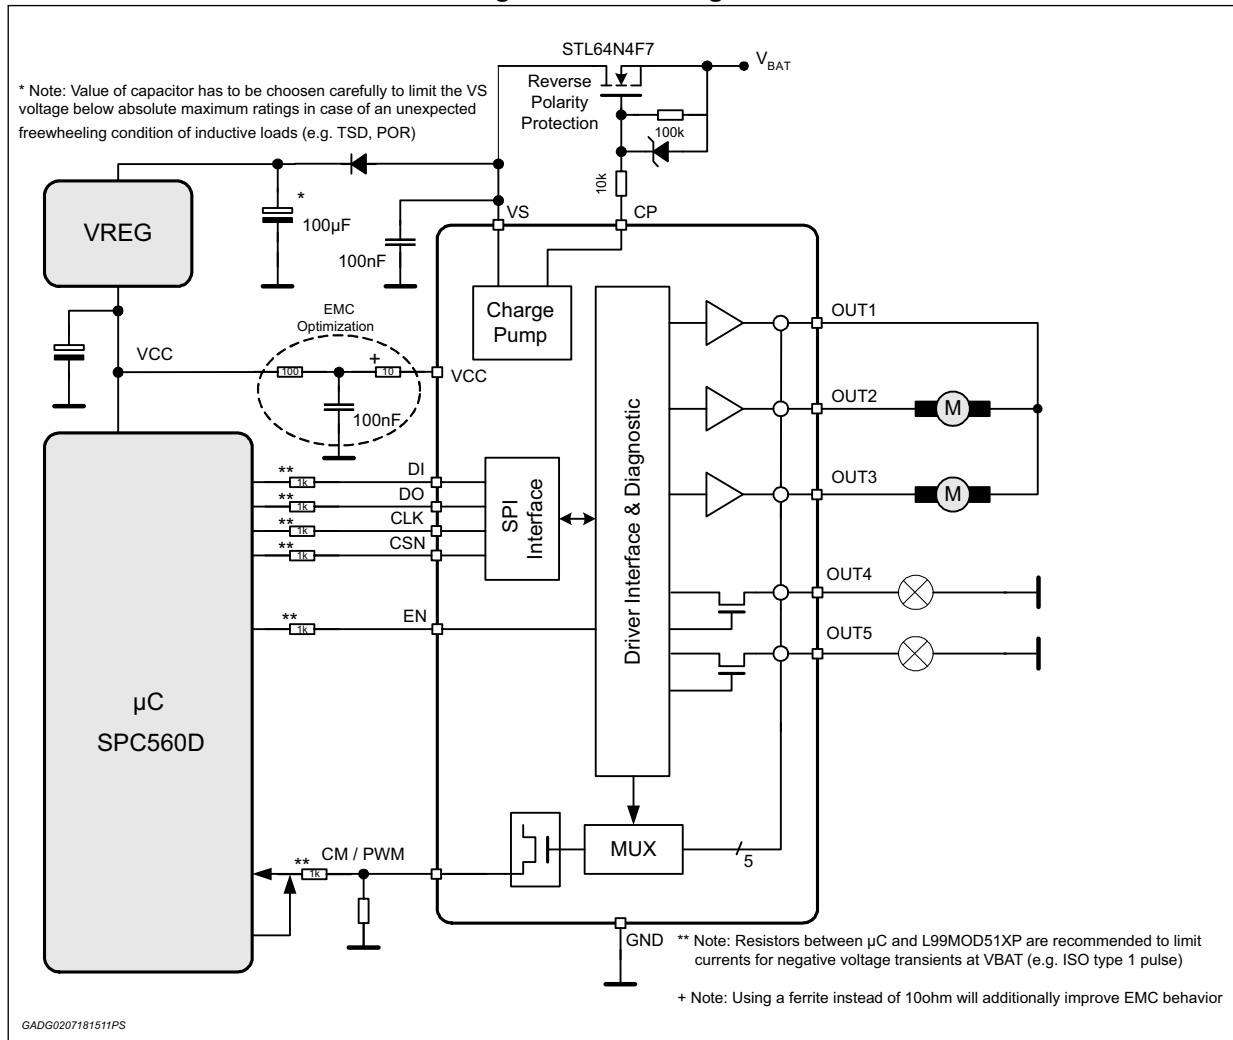 STL64N4F7
V_BAT
* Note: Value of capacitor has to be choosen carefully to limit the VS
voltage below absolute maximum ratings in case of an unexpected
freewheeling condition of inductive loads (e.g. TSD, POR)
Reverse
Polarity
Protection
100k
10k
*
100µF
VREG
VS
CP
100nF
Charge
Pump
EMC
Optimization
VCC
100
+
10
VCC
100nF
OUT1
OUT2
M
OUT3
M
Driver Interface & Diagnostic
SPI
Interface
**
1k
DI
**
1k
DO
**
1k
CLK
**
1k
CSN
**
1k
EN
OUT4
OUT5
µC
SPC560D
**
1k
CM / PWM
MUX
5
GND
** Note: Resistors between µC and L99MOD51XP are recommended to limit
currents for negative voltage transients at VBAT (e.g. ISO type 1 pulse)
+ Note: Using a ferrite instead of 10ohm will additionally improve EMC behavior
GADG0207181511PS